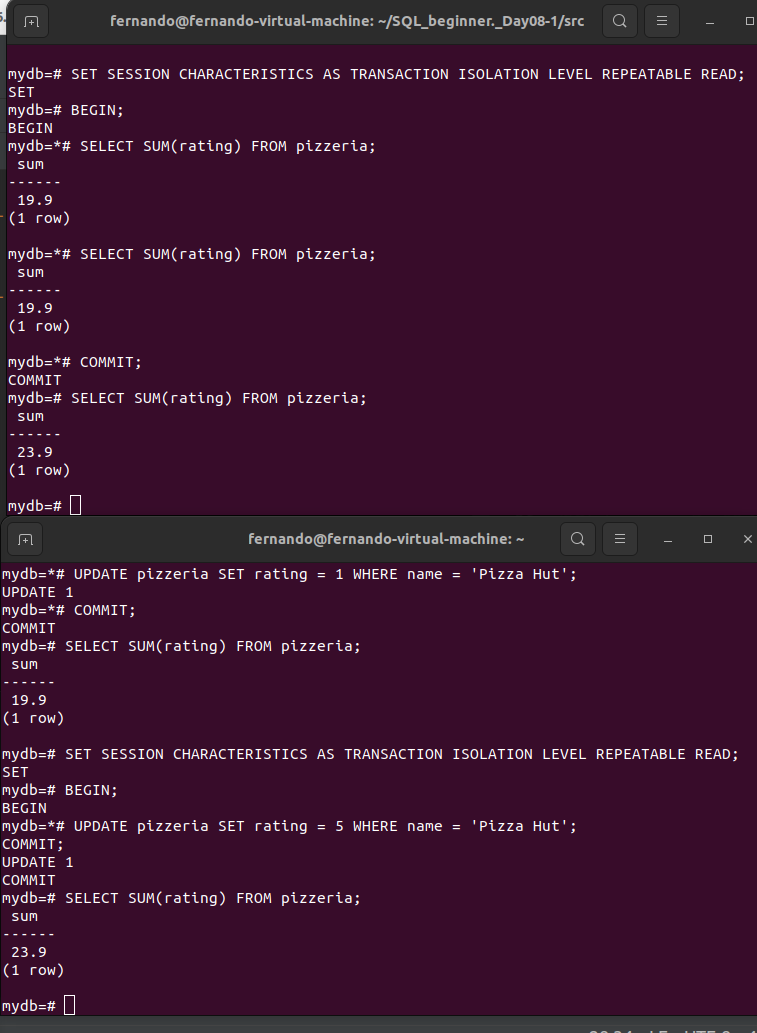 fernando@fernando-virtual-machine: ~/SQL_beginner._Day08-1/src
mydb=# SET SESSION CHARACTERISTICS AS TRANSACTION ISOLATION LEVEL REPEATABLE READ;
SET
mydb=# BEGIN;
BEGIN
mydb=*# SELECT SUM(rating) FROM pizzeria;
sum
------
19.9
(1 row)
mydb=*# SELECT SUM(rating) FROM pizzeria;
sum
------
19.9
(1 row)
mydb=*# COMMIT;
COMMIT
mydb=# SELECT SUM(rating) FROM pizzeria;
sum
------
23.9
(1 row)
mydb=#
fernando@fernando-virtual-machine: ~
mydb=*# UPDATE pizzeria SET rating = 1 WHERE name = 'Pizza Hut';
UPDATE 1
mydb=*# COMMIT;
COMMIT
mydb=# SELECT SUM(rating) FROM pizzeria;
sum
------
19.9
(1 row)
mydb=# SET SESSION CHARACTERISTICS AS TRANSACTION ISOLATION LEVEL REPEATABLE READ;
SET
mydb=# BEGIN;
BEGIN
mydb=*# UPDATE pizzeria SET rating = 5 WHERE name = 'Pizza Hut';
COMMIT;
UPDATE 1
COMMIT
mydb=# SELECT SUM(rating) FROM pizzeria;
sum
------
23.9
(1 row)
mydb=#